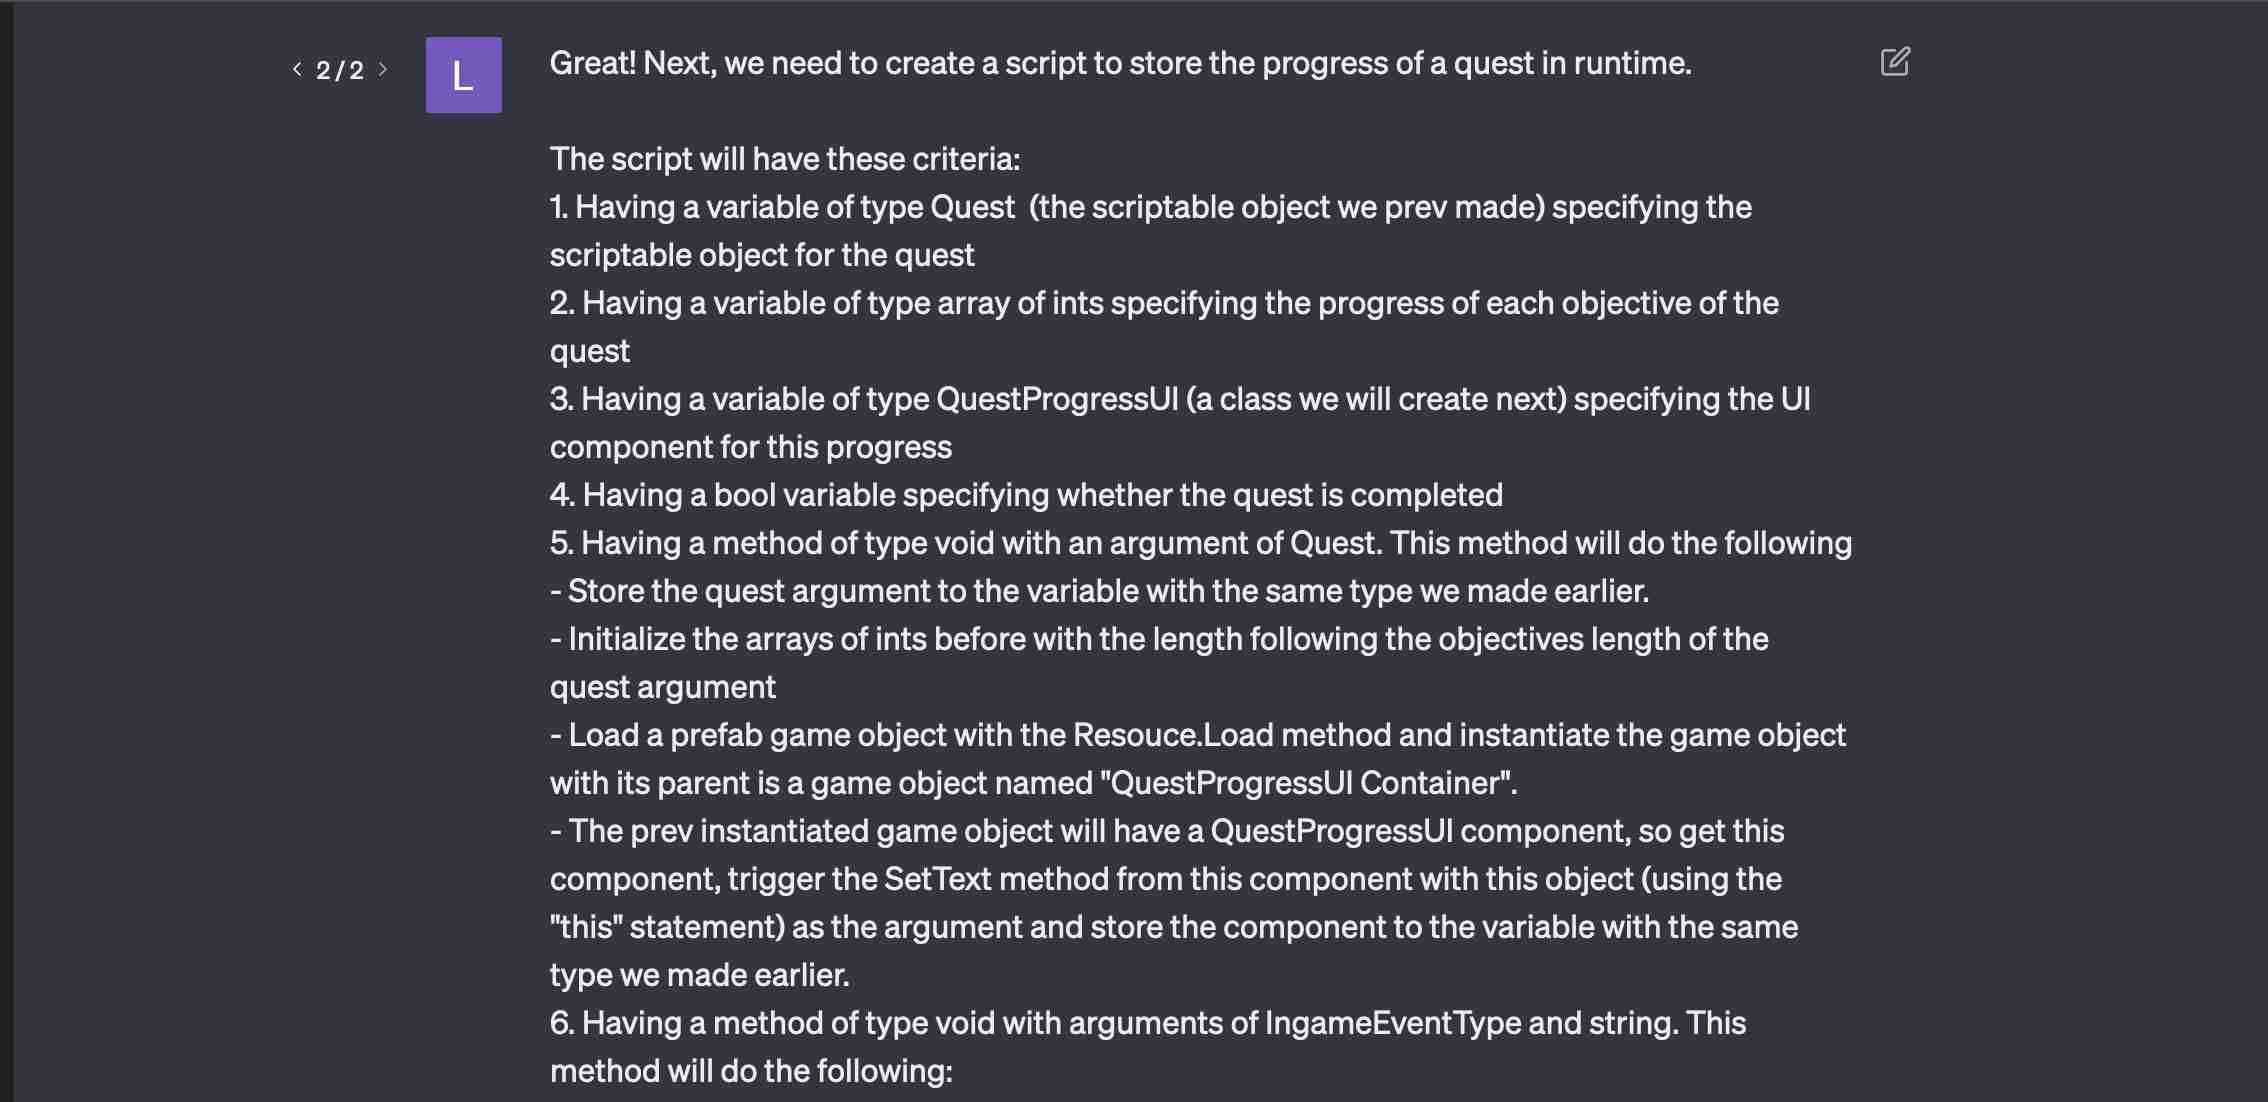 < 2/2 >
L
Great! Next, we need to create a script to store the progress of a quest in runtime.
The script will have these criteria:
1. Having a variable of type Quest  (the scriptable object we prev made) specifying the
scriptable object for the quest
2. Having a variable of type array of ints specifying the progress of each objective of the
quest
3. Having a variable of type QuestProgressUI (a class we will create next) specifying the UI
component for this progress
4. Having a bool variable specifying whether the quest is completed
5. Having a method of type void with an argument of Quest. This method will do the following
- Store the quest argument to the variable with the same type we made earlier.
- Initialize the arrays of ints before with the length following the objectives length of the
quest argument
- Load a prefab game object with the Resouce.Load method and instantiate the game object
with its parent is a game object named "QuestProgressUI Container".
- The prev instantiated game object will have a QuestProgressUI component, so get this
component, trigger the SetText method from this component with this object (using the
"this" statement) as the argument and store the component to the variable with the same
type we made earlier.
6. Having a method of type void with arguments of IngameEventType and string. This
method will do the following: